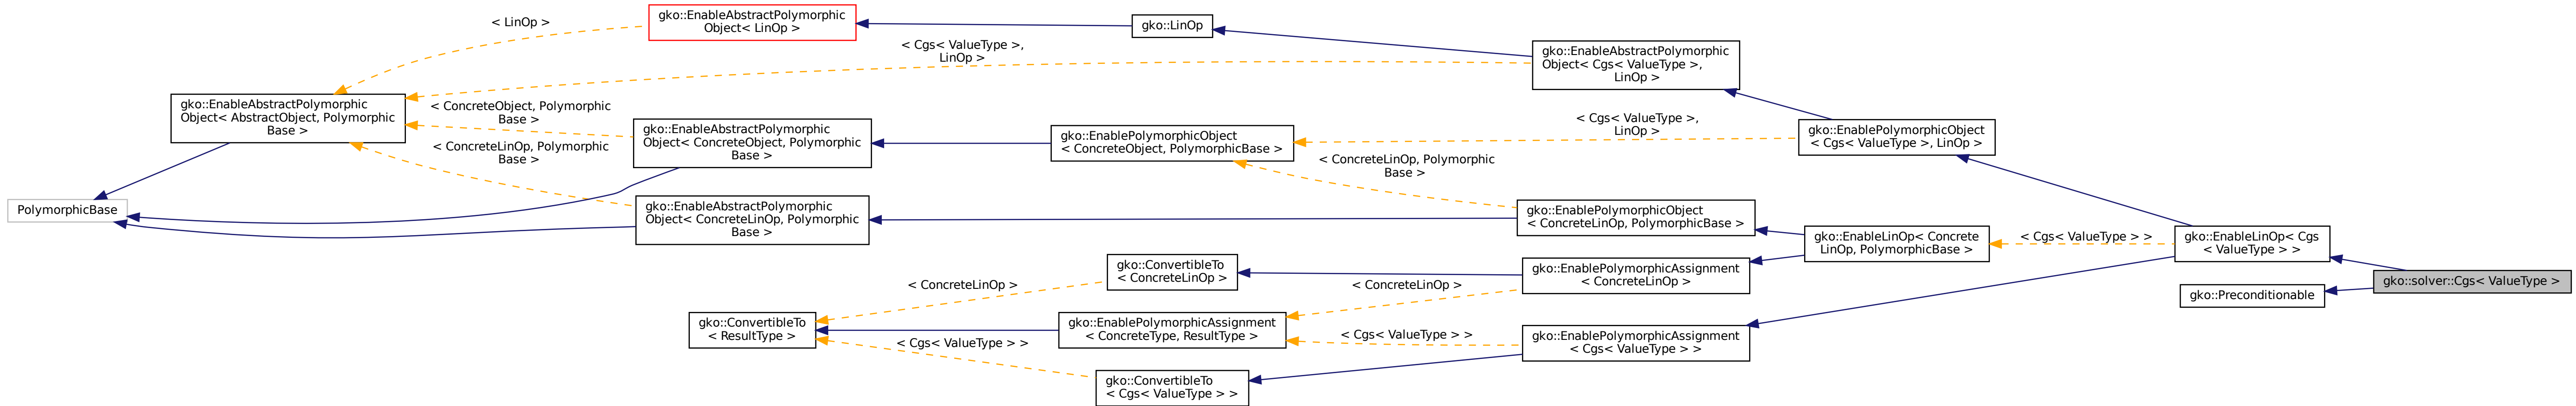 PolymorphicBase
gko::EnableAbstractPolymorphic
Object< AbstractObject, Polymorphic
Base >
< LinOp >
gko::EnableAbstractPolymorphic
Object< LinOp >
gko::LinOp
< Cgs< ValueType >,
LinOp >
gko::EnableAbstractPolymorphic
Object< Cgs< ValueType >,
LinOp >
< ConcreteObject, Polymorphic
Base >
gko::EnableAbstractPolymorphic
Object< ConcreteObject, Polymorphic
Base >
gko::EnablePolymorphicObject
< ConcreteObject, PolymorphicBase >
< Cgs< ValueType >,
LinOp >
gko::EnablePolymorphicObject
< Cgs< ValueType >, LinOp >
< ConcreteLinOp, Polymorphic
Base >
< ConcreteLinOp, Polymorphic
Base >
gko::EnableAbstractPolymorphic
Object< ConcreteLinOp, Polymorphic
Base >
gko::EnablePolymorphicObject
< ConcreteLinOp, PolymorphicBase >
gko::EnableLinOp< Concrete
LinOp, PolymorphicBase >
< Cgs< ValueType > >
gko::EnableLinOp< Cgs
< ValueType > >
gko::solver::Cgs< ValueType >
gko::Preconditionable
gko::ConvertibleTo
< ConcreteLinOp >
< ConcreteLinOp >
gko::EnablePolymorphicAssignment
< ConcreteLinOp >
< ConcreteLinOp >
gko::ConvertibleTo
< ResultType >
gko::EnablePolymorphicAssignment
< ConcreteType, ResultType >
< Cgs< ValueType > >
< Cgs< ValueType > >
gko::EnablePolymorphicAssignment
< Cgs< ValueType > >
gko::ConvertibleTo
< Cgs< ValueType > >